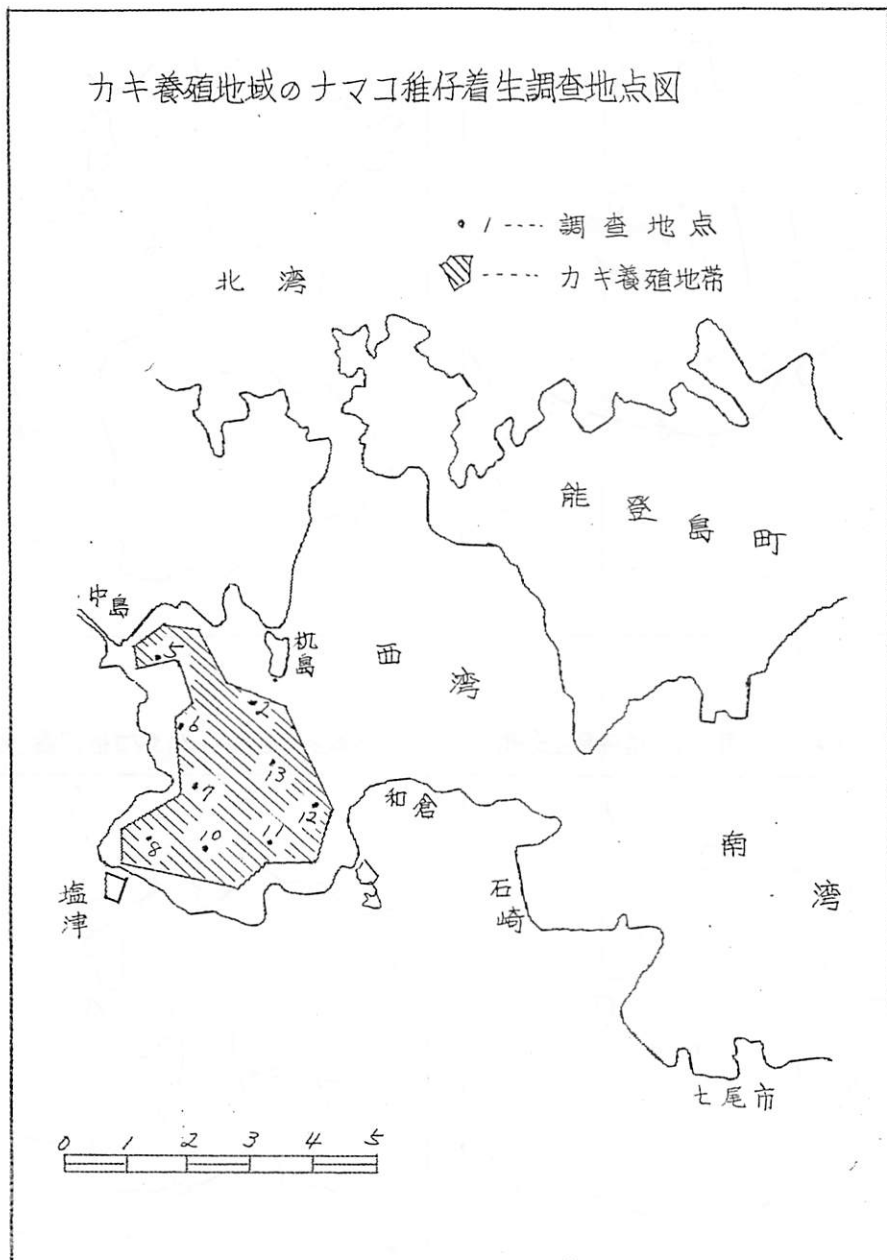 カキ養殖地域のナマコ稚仔着生調査地点図
・1---- 調査地点
----- カキ養殖地帯
北湾
能登島町
中島
机島
西湾
5
2
6
13
7
12
和倉
8
10
11
南湾
塩津
石崎
七尾市
0 1 2 3 4 5